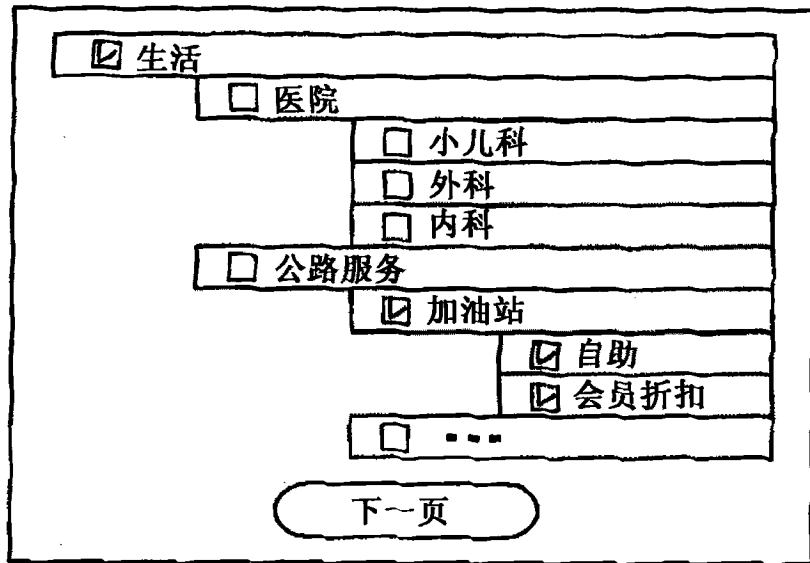 生活
医院
小儿科
外科
内科
公路服务
加油站
自助
会员折扣
...
下一页